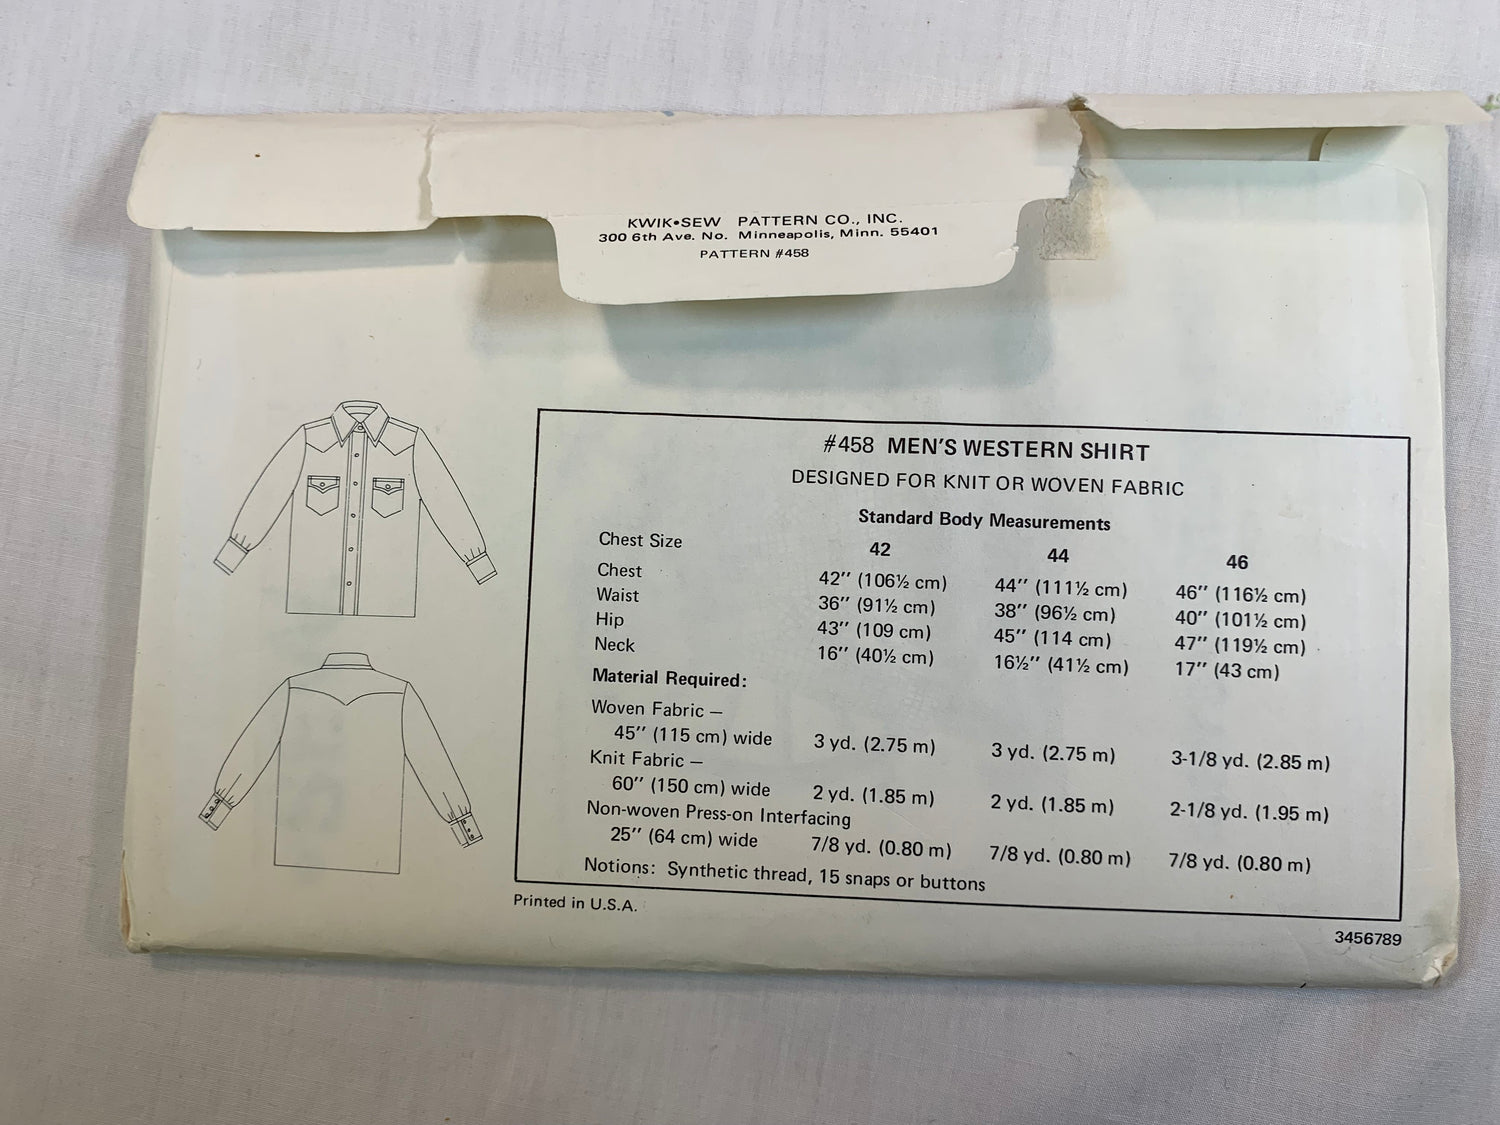 KWIK•SEW PATTERN CO., INC.
300 6th Ave. No. Minneapolis, Minn. 55401
PATTERN #458
#458 MEN'S WESTERN SHIRT
DESIGNED FOR KNIT OR WOVEN FABRIC
Standard Body Measurements
Chest Size 42 44 46
Chest 42″ (106½ cm) 44″ (111½ cm) 46″ (116½ cm)
Waist 36″ (91½ cm) 38″ (96½ cm) 40″ (101½ cm)
Hip 43″ (109 cm) 45″ (114 cm) 47″ (119½ cm)
Neck 16″ (40½ cm) 16½″ (41½ cm) 17″ (43 cm)
Material Required:
Woven Fabric —
45″ (115 cm) wide 3 yd. (2.75 m) 3 yd. (2.75 m) 3-1/8 yd. (2.85 m)
Knit Fabric —
60″ (150 cm) wide 2 yd. (1.85 m) 2 yd. (1.85 m) 2-1/8 yd. (1.95 m)
Non-woven Press-on Interfacing
25″ (64 cm) wide 7/8 yd. (0.80 m) 7/8 yd. (0.80 m) 7/8 yd. (0.80 m)
Notions: Synthetic thread, 15 snaps or buttons
Printed in U.S.A.
3456789